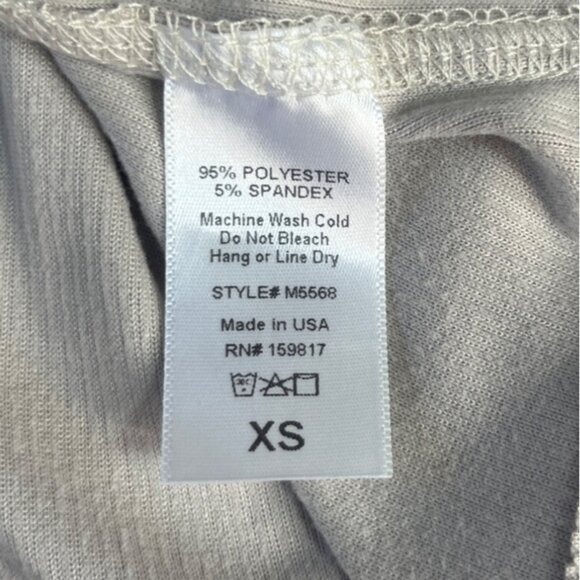 95% POLYESTER
5% SPANDEX
Machine Wash Cold
Do Not Bleach
Hang or Line Dry
STYLE# M5568
Made in USA
RN# 159817
XS